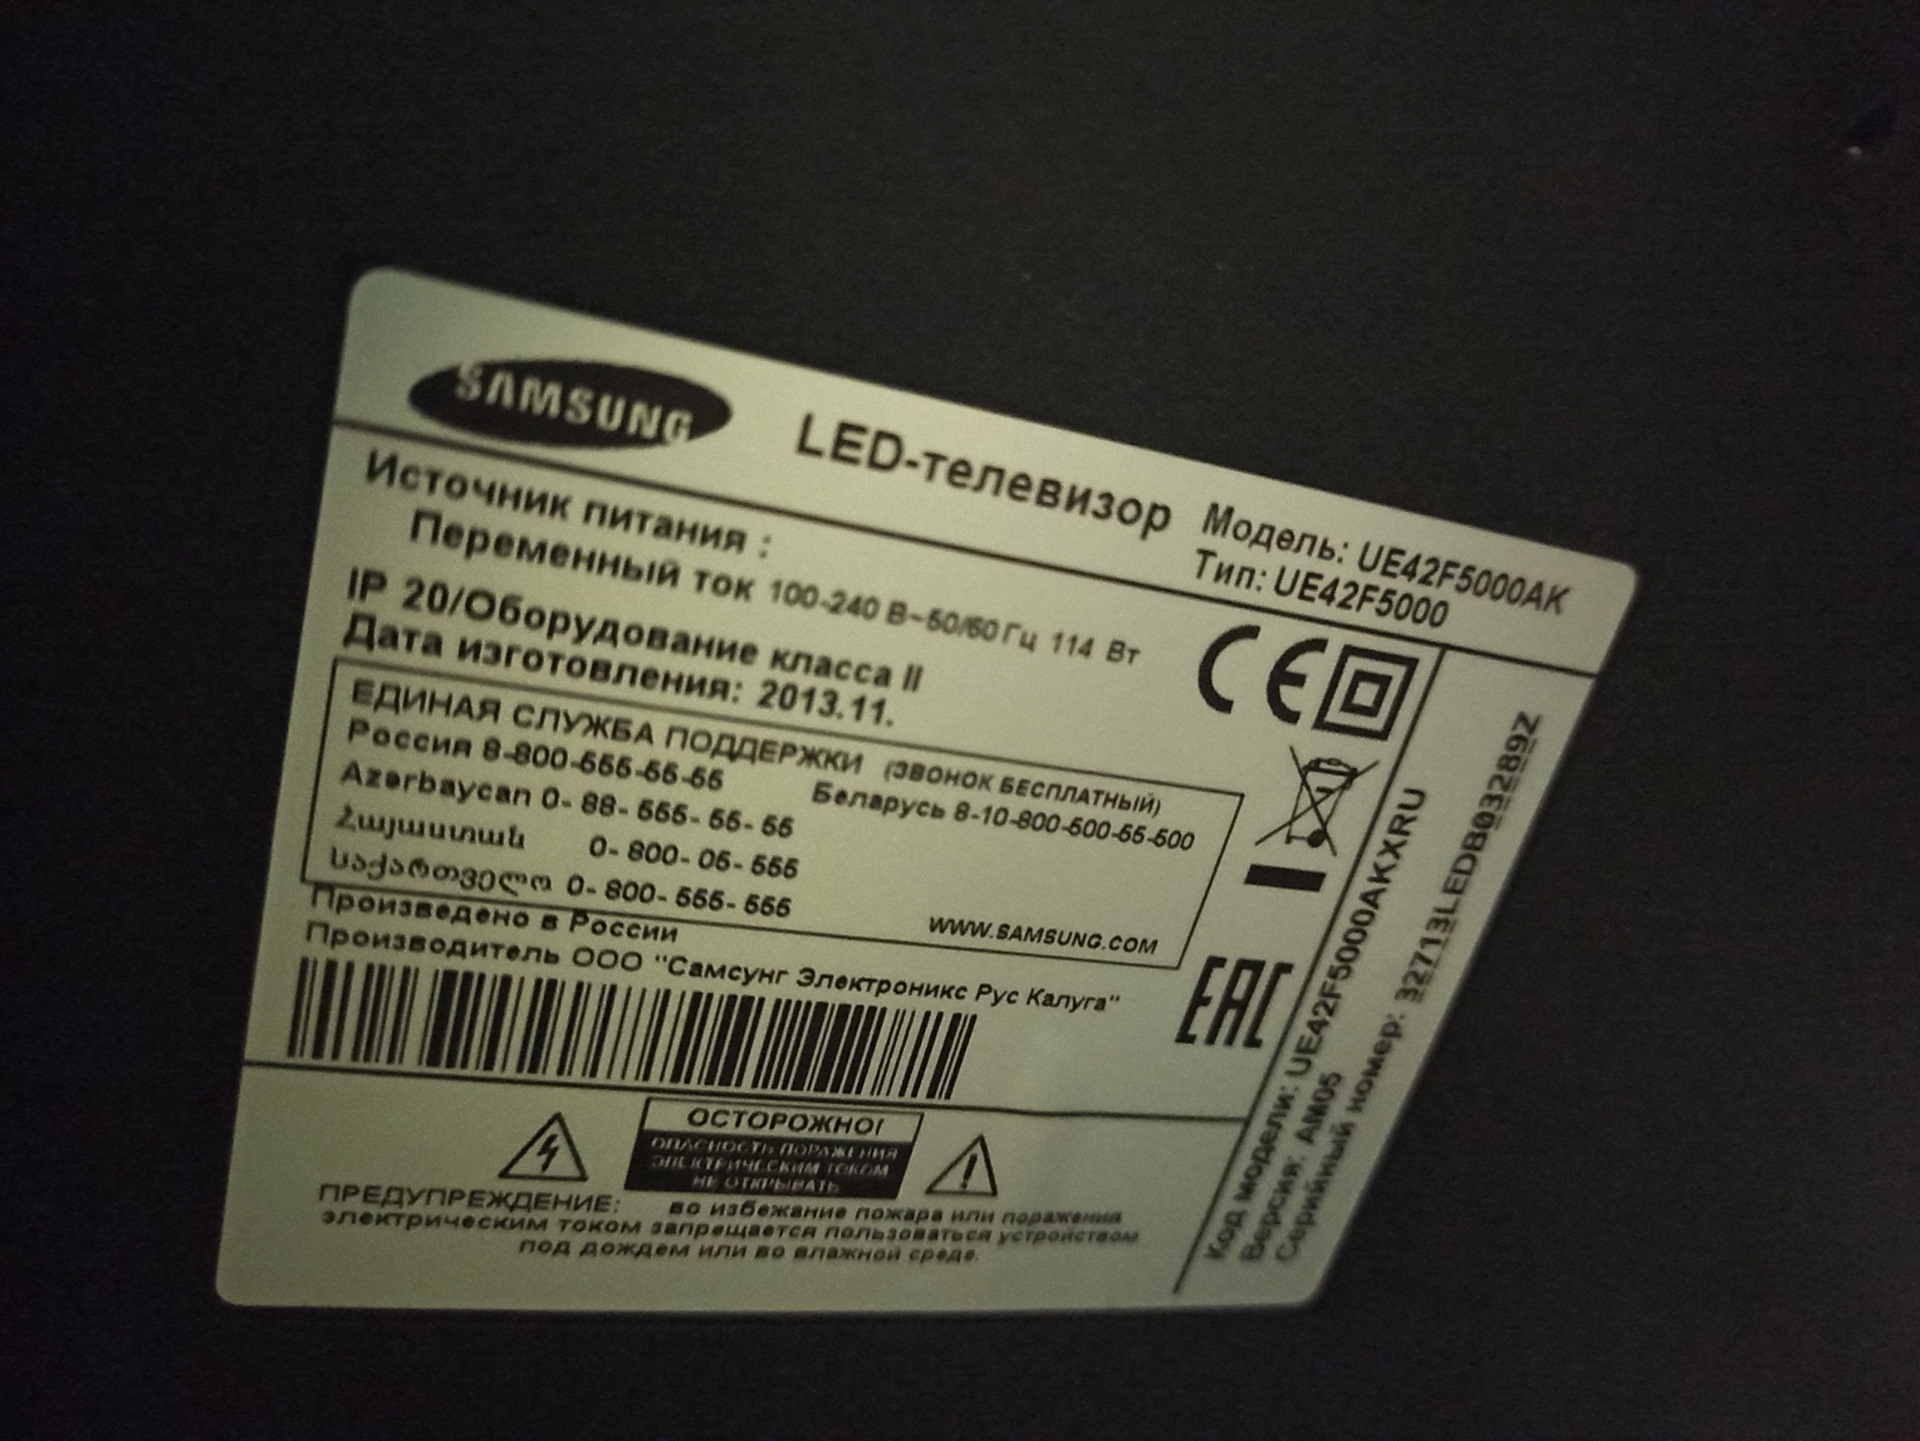 SAMSUNG
LED-телевизор
Модель: UE42F5000AK
Тип: UE42F5000
Источник питания :
Переменный ток 100-240 В~50/60 Гц 114 Вт
IP 20/Оборудование класса II
Дата изготовления: 2013.11.
ЕДИНАЯ СЛУЖБА ПОДДЕРЖКИ (ЗВОНОК БЕСПЛАТНЫЙ)
Россия 8-800-555-55-55 Беларусь 8-10-800-500-55-500
Azerbaycan 0- 88- 555- 55- 55
Հայաստան 0- 800- 05- 555
საქართველო 0- 800- 555- 555
WWW.SAMSUNG.COM
Произведено в России
Производитель ООО "Самсунг Электроникс Рус Калуга"
CE
EAC
ОСТОРОЖНО!
ОПАСНОСТЬ ПОРАЖЕНИЯ
ЭЛЕКТРИЧЕСКИМ ТОКОМ
НЕ ОТКРЫВАТЬ
ПРЕДУПРЕЖДЕНИЕ: во избежание пожара или поражения
электрическим током запрещается пользоваться устройством
под дождем или во влажной среде.
Код модели: UE42F5000AKXRU
Версия: AM05
Серийный номер: 32713LEDB032892